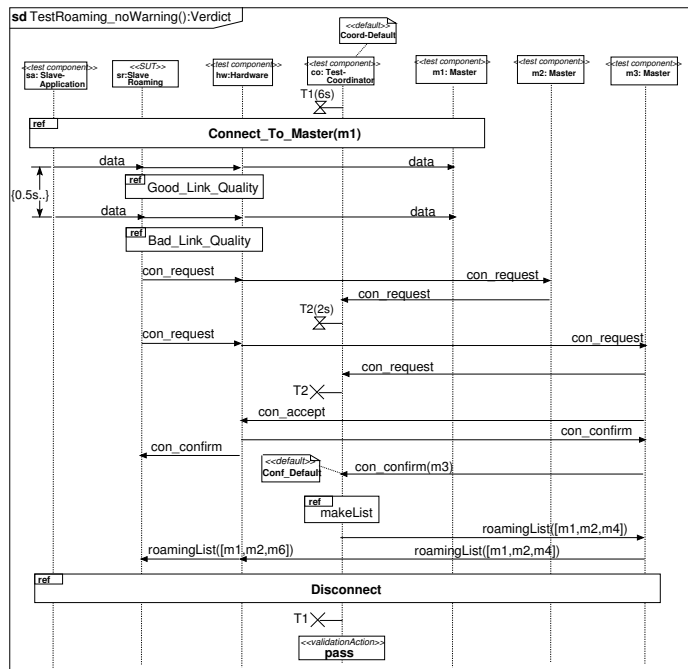 sd TestRoaming_noWarning():Verdict
<<default>>
Coord-Default
<<test component>>
sa: Slave-
Application
<<SUT>>
sr:Slave
Roaming
<<test component>>
hw:Hardware
<<test component>>
co: Test-
Coordinator
<<test component>>
m1: Master
<<test component>>
m2: Master
<<test component>>
m3: Master
T1(6s)
ref
Connect_To_Master(m1)
data
data
ref
Good_Link_Quality
{0.5s..}
data
data
ref
Bad_Link_Quality
con_request
con_request
con_request
T2(2s)
con_request
con_request
con_request
T2
con_accept
con_confirm
con_confirm
<<default>>
Conf_Default
con_confirm(m3)
ref
makeList
roamingList([m1,m2,m4])
roamingList([m1,m2,m6])
roamingList([m1,m2,m4])
ref
Disconnect
T1
<<validationAction>>
pass